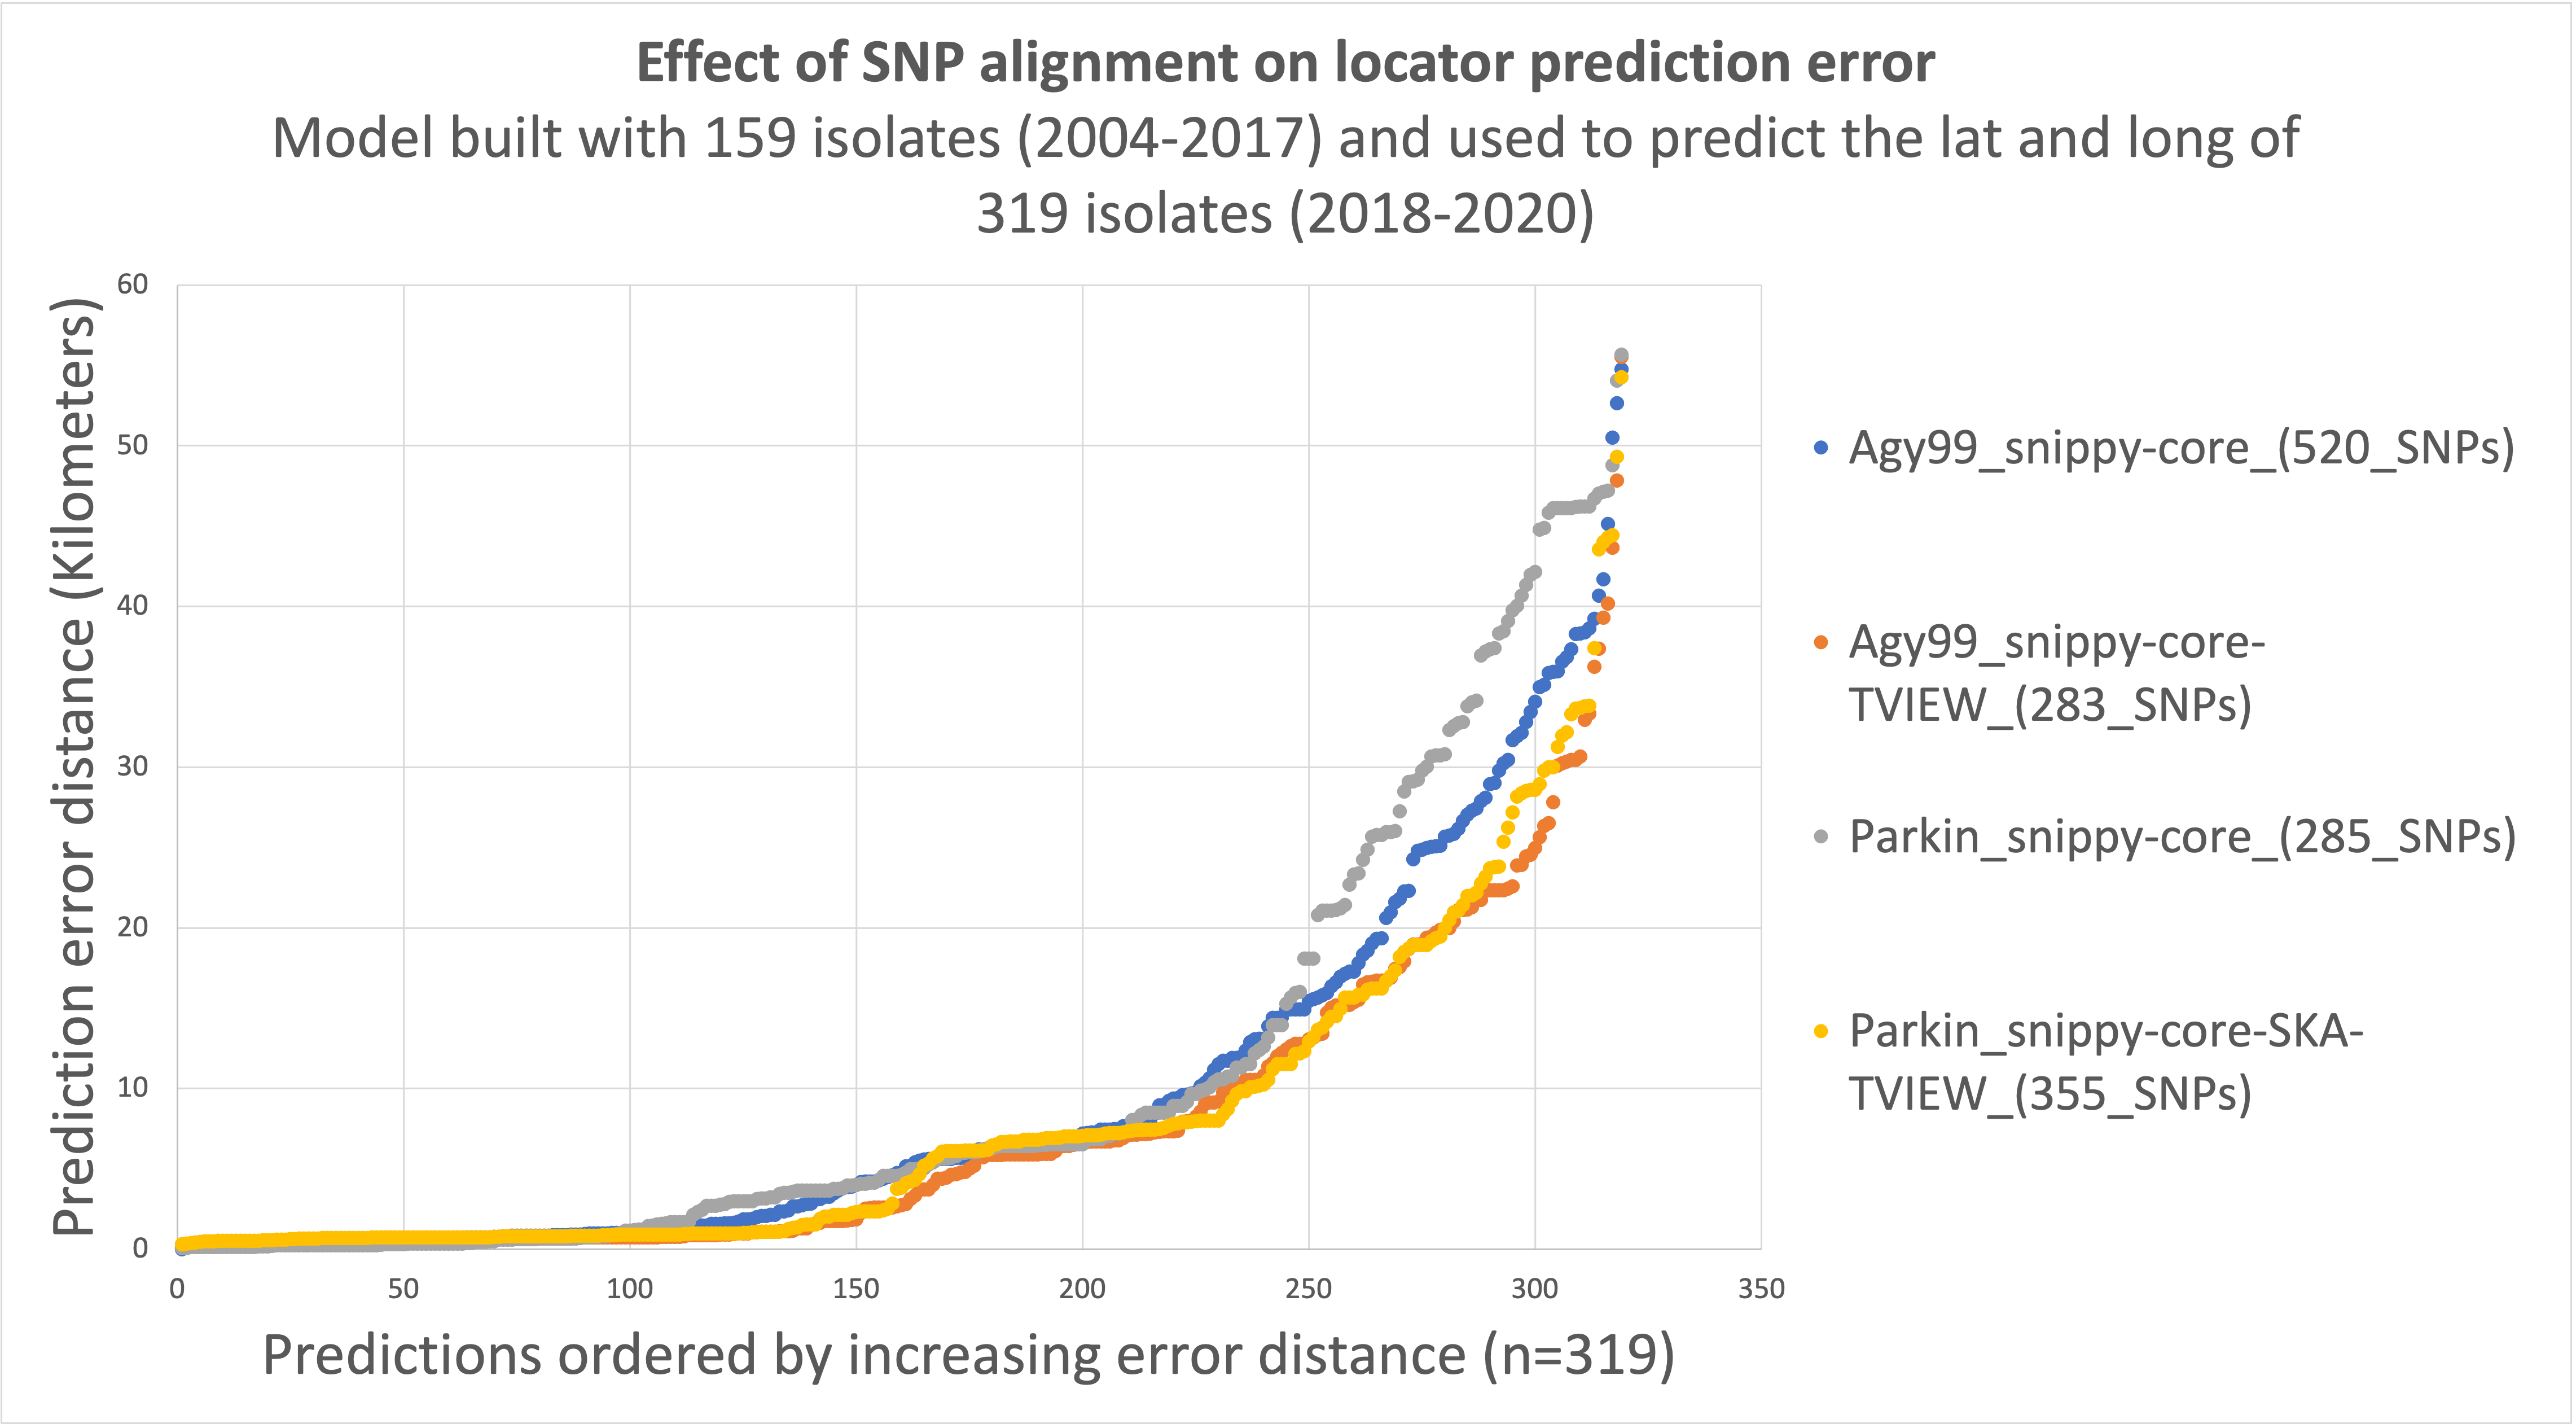 Effect of SNP alignment on locator prediction error
Model built with 159 isolates (2004-2017) and used to predict the lat and long of
319 isolates (2018-2020)
Prediction error distance (Kilometers)
60
50
40
30
20
10
0
0 50 100 150 200 250 300 350
Predictions ordered by increasing error distance (n=319)
Agy99_snippy-core_(520_SNPs)
Agy99_snippy-core-
TVIEW_(283_SNPs)
Parkin_snippy-core_(285_SNPs)
Parkin_snippy-core-SKA-
TVIEW_(355_SNPs)